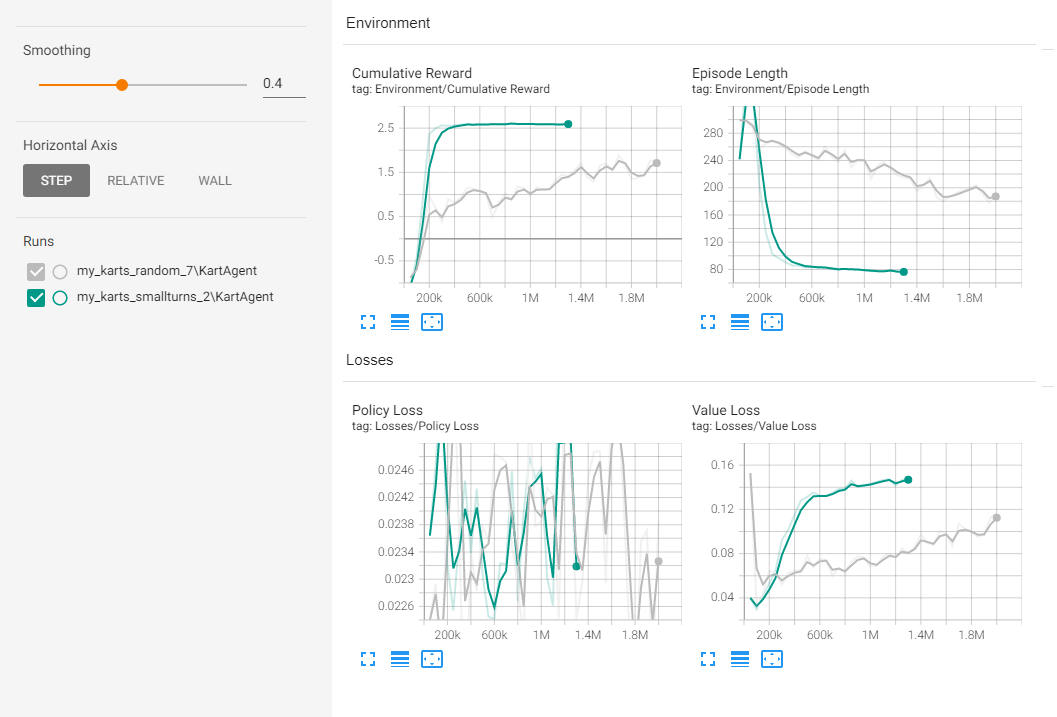 Smoothing
0.4
Horizontal Axis
STEP RELATIVE WALL
Runs
my_karts_random_7\KartAgent
my_karts_smallturns_2\KartAgent
Environment
Cumulative Reward
tag: Environment/Cumulative Reward
2.5
1.5
0.5
-0.5
200k 600k 1M 1.4M 1.8M
Episode Length
tag: Environment/Episode Length
280
240
200
160
120
80
200k 600k 1M 1.4M 1.8M
Losses
Policy Loss
tag: Losses/Policy Loss
0.0246
0.0242
0.0238
0.0234
0.023
0.0226
200k 600k 1M 1.4M 1.8M
Value Loss
tag: Losses/Value Loss
0.16
0.12
0.08
0.04
200k 600k 1M 1.4M 1.8M